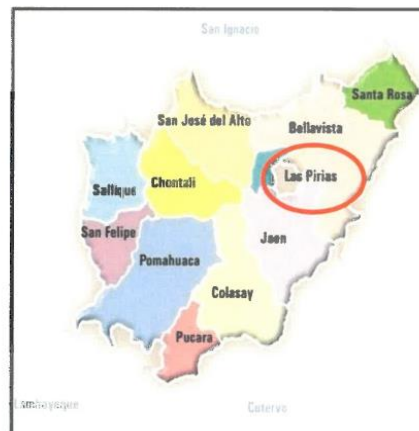 San Ignacio
Santa Rosa
San José del Alto
Bellavista
Las Pirias
Sallique
Chontali
San Felipe
Jaen
Pomahuaca
Colasay
Pucara
Lambayeque
Cutervo